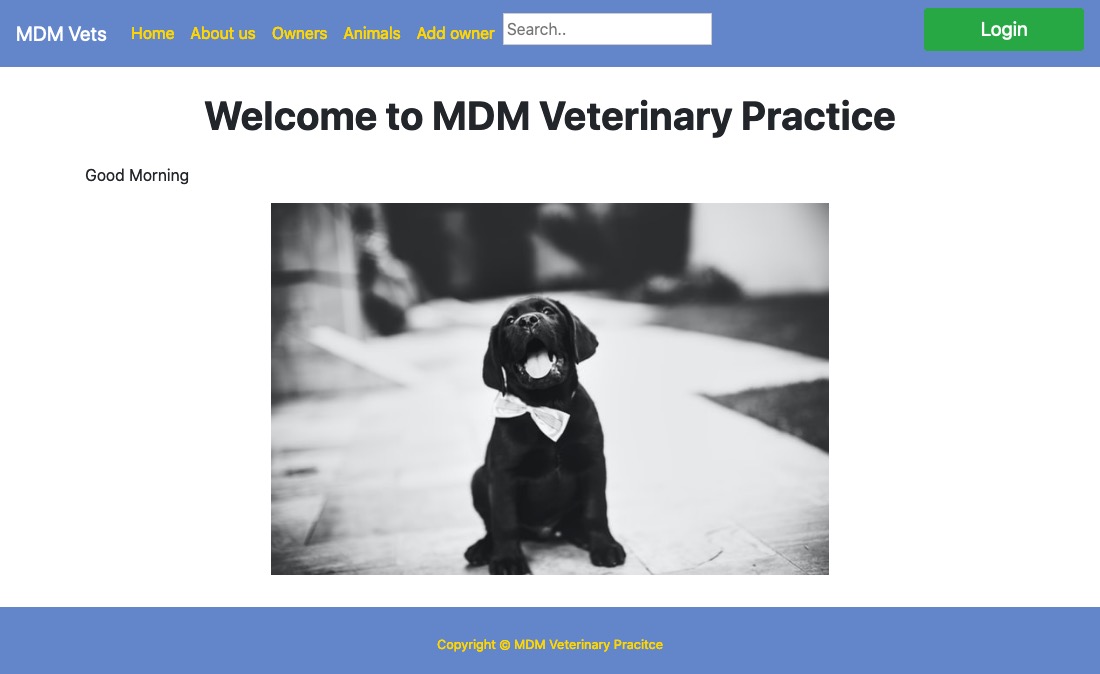 MDM Vets Home About us Owners Animals Add owner Search.. Login
Welcome to MDM Veterinary Practice
Good Morning
Copyright © MDM Veterinary Pracitce